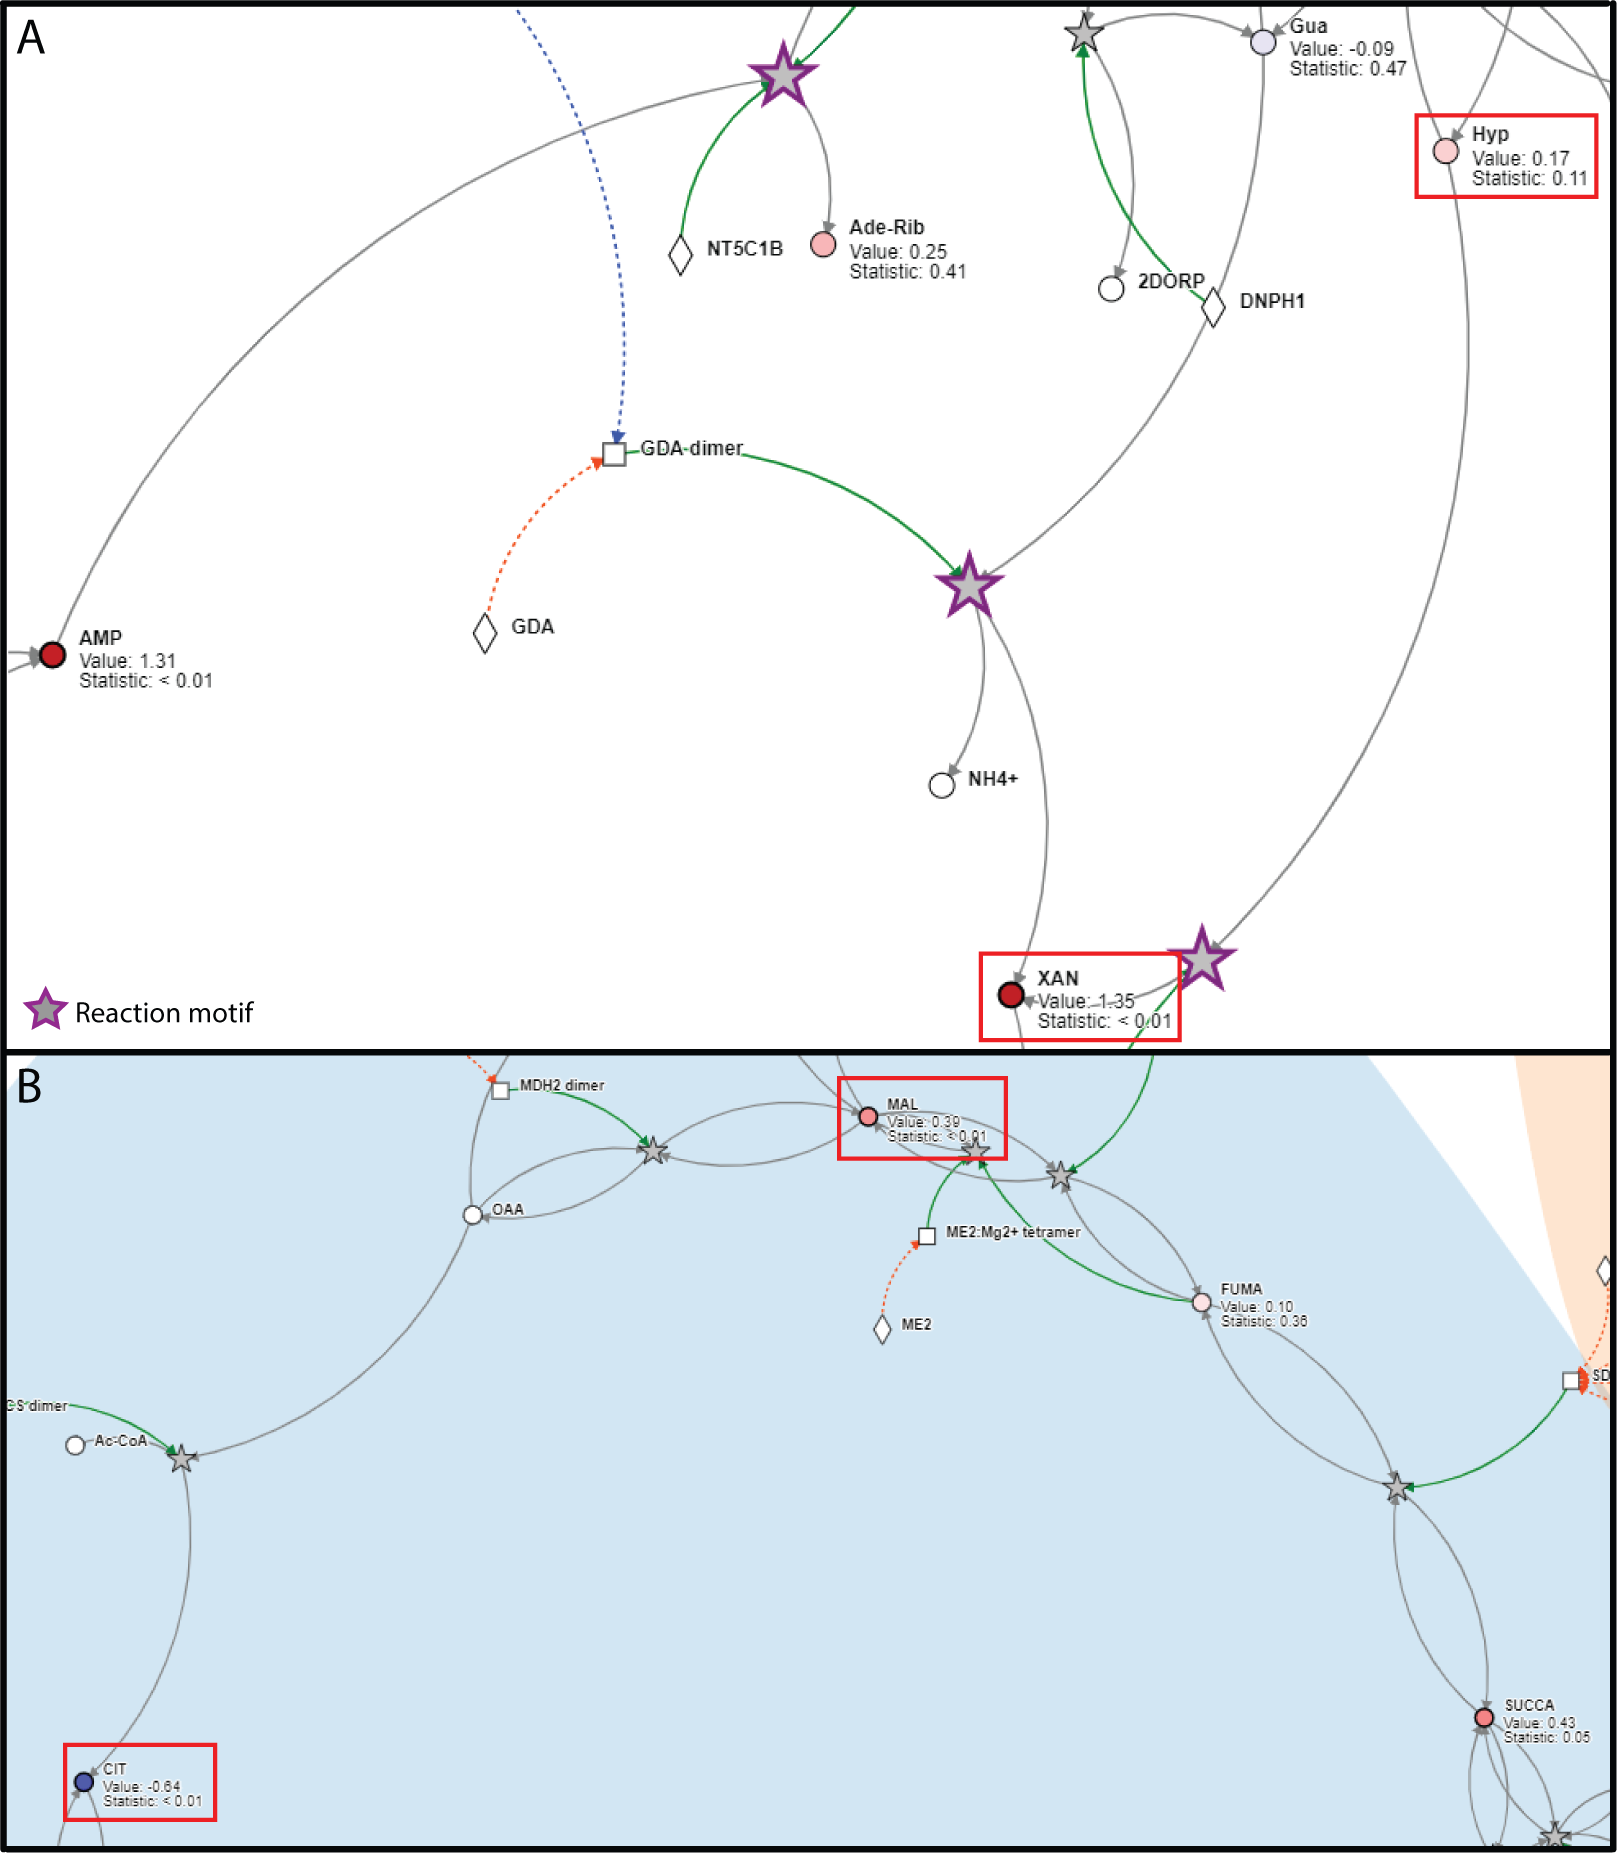 A
Gua
Value: -0.09
Statistic: 0.47
Hyp
Value: 0.17
Statistic: 0.11
NT5C1B
Ade-Rib
Value: 0.25
Statistic: 0.41
2DORP
DNPH1
GDA-dimer
GDA
AMP
Value: 1.31
Statistic: < 0.01
NH4+
XAN
Value: 1.35
Statistic: < 0.01
Reaction motif
B
MDH2 dimer
MAL
Value: 0.39
Statistic: < 0.01
OAA
ME2:Mg2+ tetramer
ME2
FUMA
Value: 0.10
Statistic: 0.36
SD
CS dimer
Ac-CoA
SUCCA
Value: 0.43
Statistic: 0.05
CIT
Value: -0.64
Statistic: < 0.01